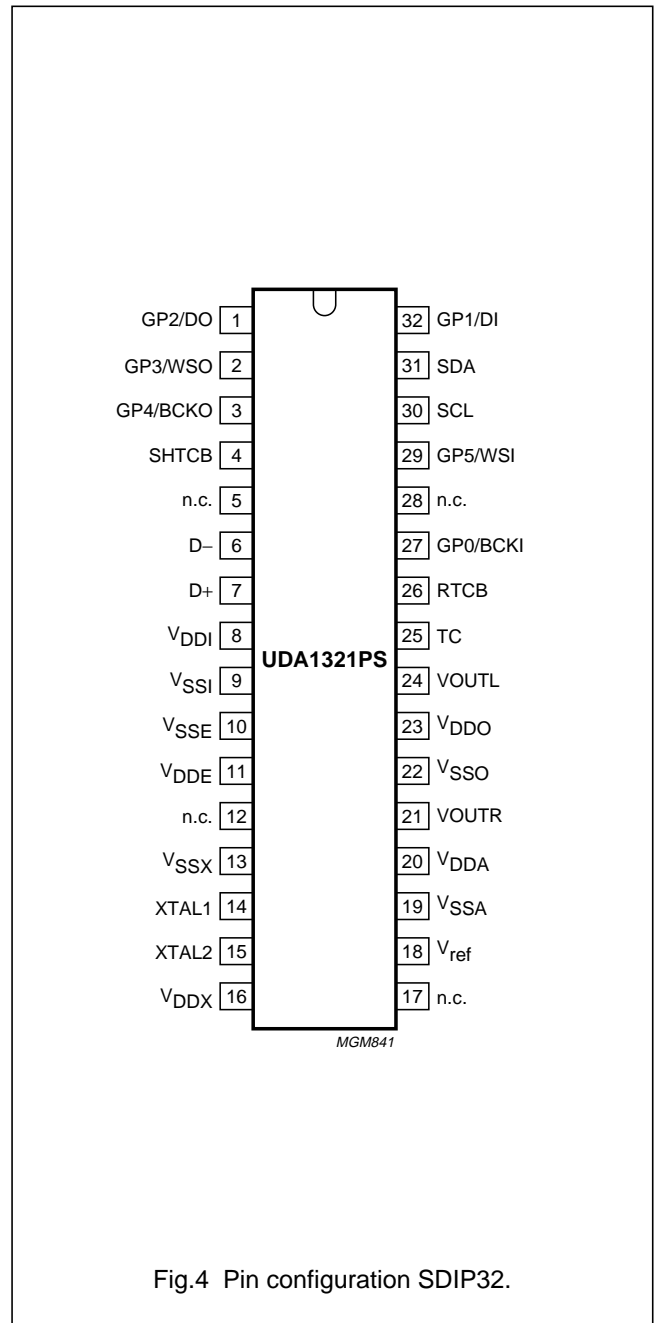 GP2/DO 1 32 GP1/DI
GP3/WSO 2 31 SDA
GP4/BCKO 3 30 SCL
SHTCB 4 29 GP5/WSI
n.c. 5 28 n.c.
D− 6 27 GP0/BCKI
D+ 7 26 RTCB
VDDI 8 25 TC
UDA1321PS
VSSI 9 24 VOUTL
VSSE 10 23 VDDO
VDDE 11 22 VSSO
n.c. 12 21 VOUTR
VSSX 13 20 VDDA
XTAL1 14 19 VSSA
XTAL2 15 18 Vref
VDDX 16 17 n.c.
MGM841
Fig.4 Pin configuration SDIP32.